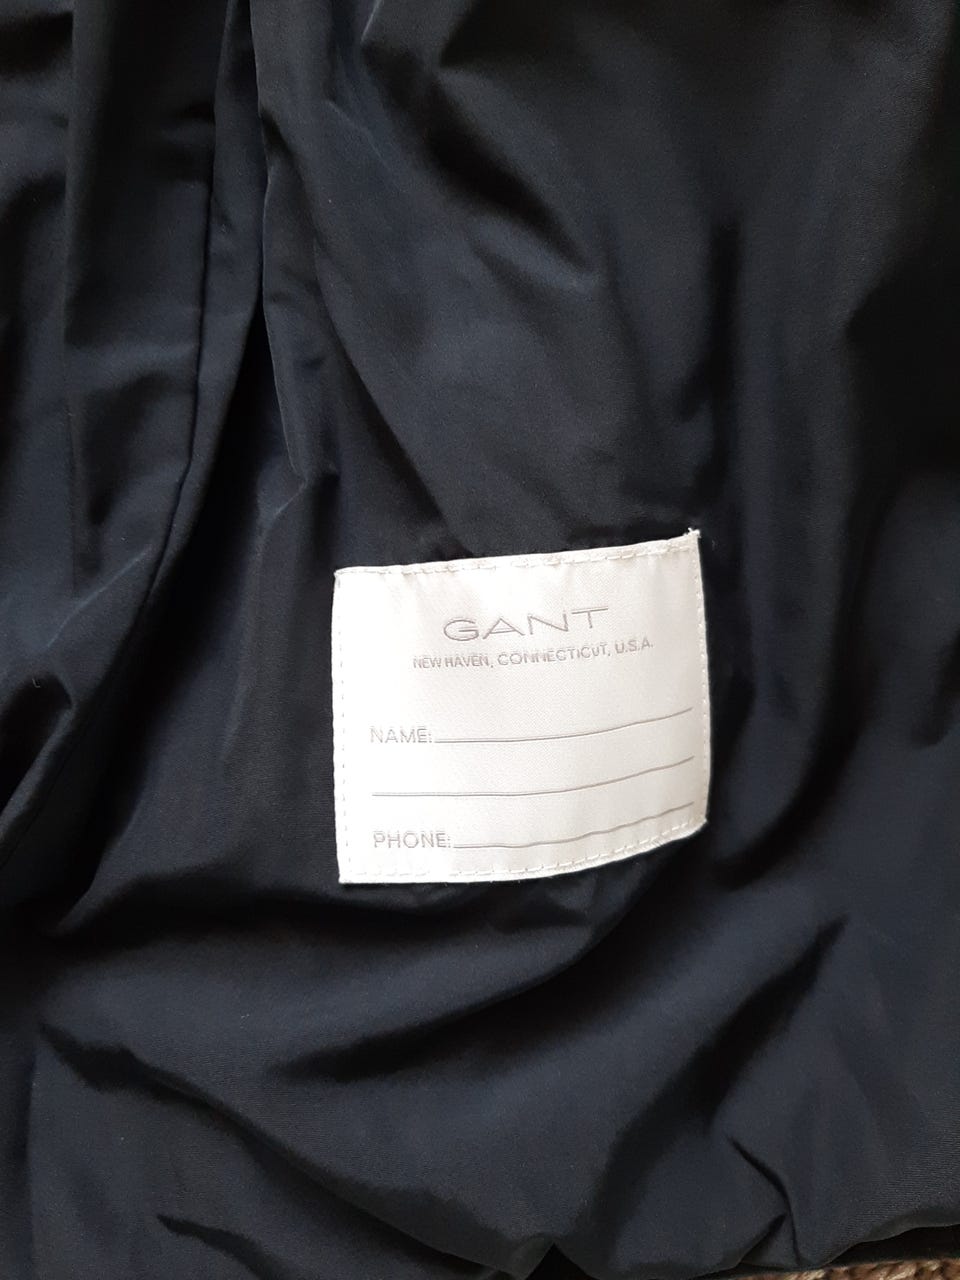 GANT
NEW HAVEN, CONNECTICUT, U.S.A.
NAME:
PHONE: